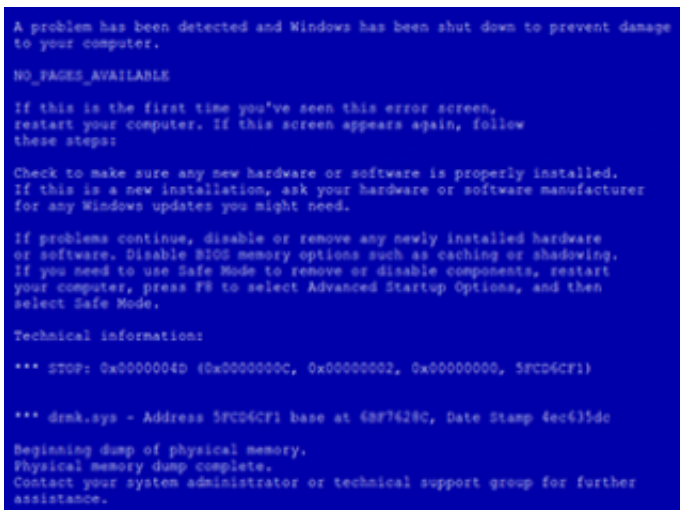 A problem has been detected and Windows has been shut down to prevent damage
to your computer.
NO_PAGES_AVAILABLE
If this is the first time you've seen this error screen,
restart your computer. If this screen appears again, follow
these steps:
Check to make sure any new hardware or software is properly installed.
If this is a new installation, ask your hardware or software manufacturer
for any Windows updates you might need.
If problems continue, disable or remove any newly installed hardware
or software. Disable BIOS memory options such as caching or shadowing.
If you need to use Safe Mode to remove or disable components, restart
your computer, press F8 to select Advanced Startup Options, and then
select Safe Mode.
Technical information:
*** STOP: 0x0000004D (0x0000000C, 0x00000002, 0x00000000, 5FCD6CF1)
*** drmk.sys - Address 5FCD6CF1 base at 6BF7628C, Date Stamp 4ec635dc
Beginning dump of physical memory.
Physical memory dump complete.
Contact your system administrator or technical support group for further
assistance.